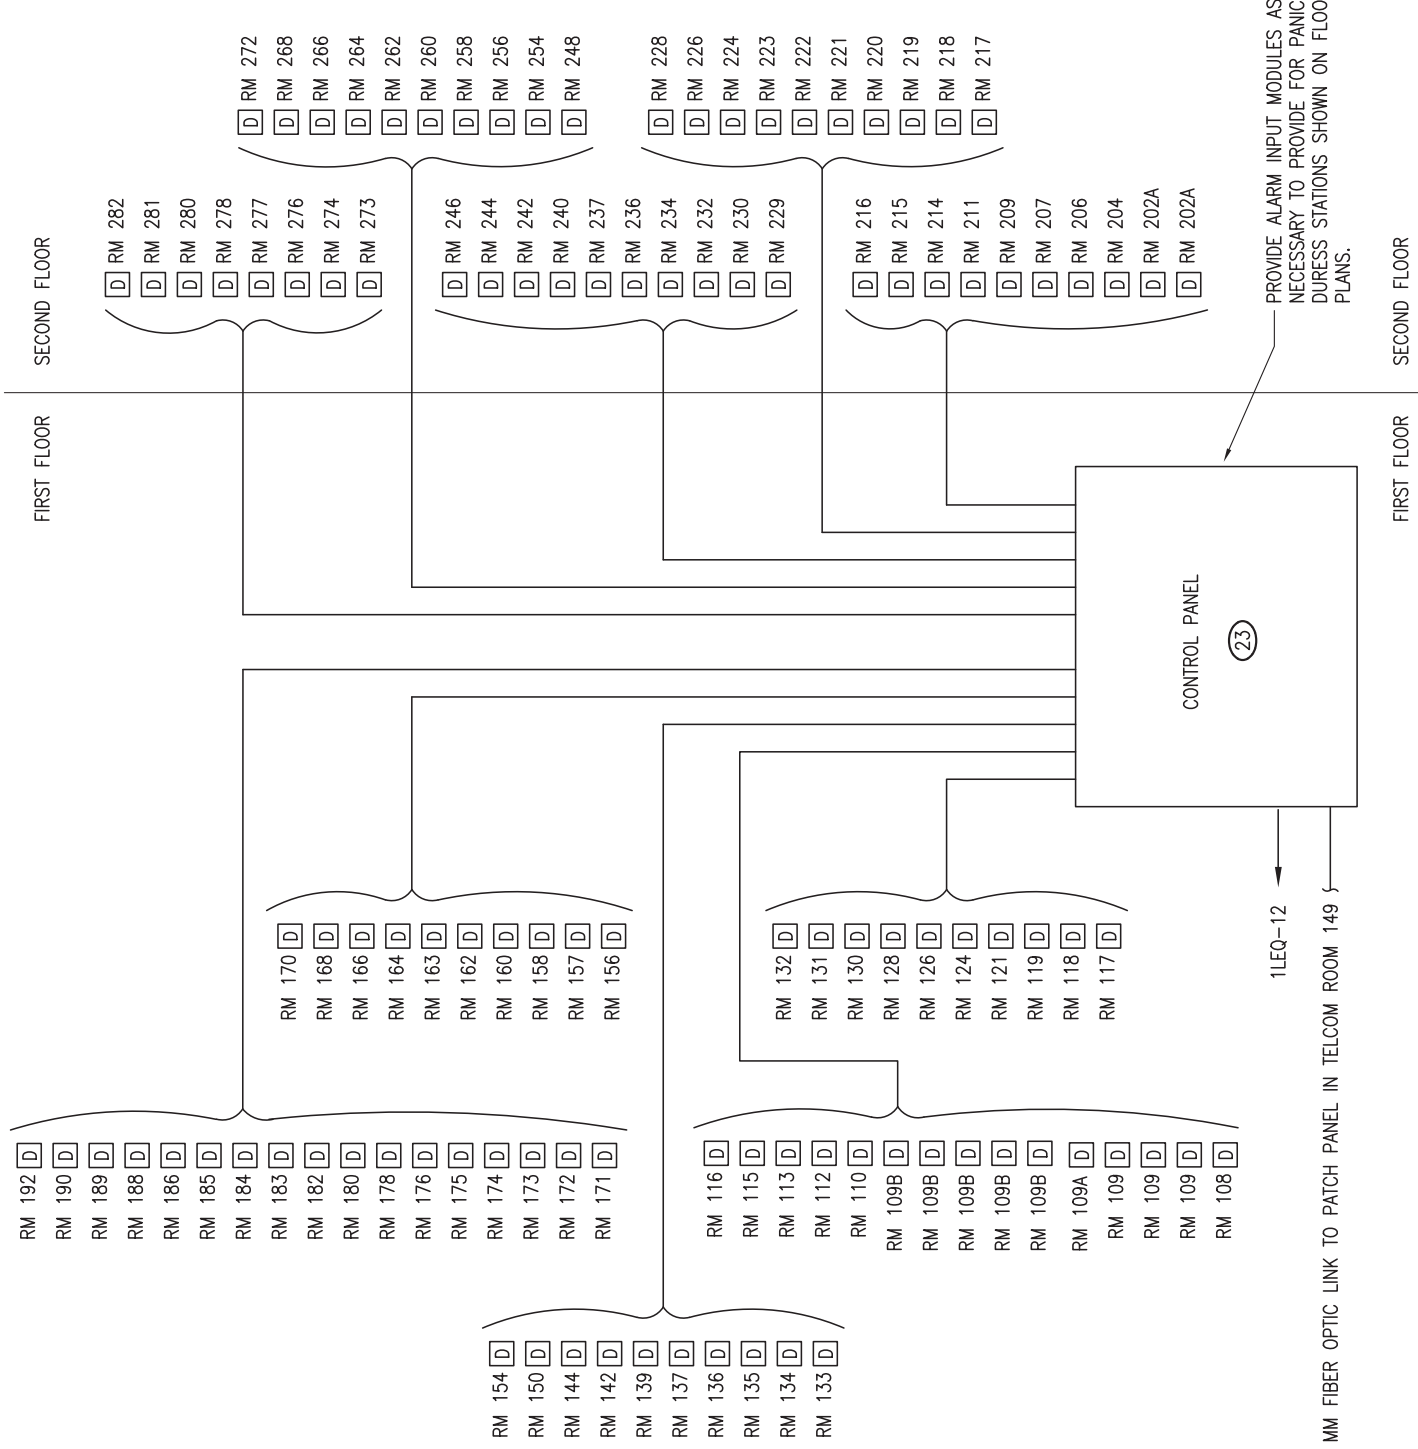 SECOND FLOOR
FIRST FLOOR
D RM 282
D RM 281
D RM 280
D RM 278
D RM 277
D RM 276
D RM 274
D RM 273
D RM 272
D RM 268
D RM 266
D RM 264
D RM 262
D RM 260
D RM 258
D RM 256
D RM 254
D RM 248
D RM 246
D RM 244
D RM 242
D RM 240
D RM 237
D RM 236
D RM 234
D RM 232
D RM 230
D RM 229
D RM 228
D RM 226
D RM 224
D RM 223
D RM 222
D RM 221
D RM 220
D RM 219
D RM 218
D RM 217
D RM 216
D RM 215
D RM 214
D RM 211
D RM 209
D RM 207
D RM 206
D RM 204
D RM 202A
D RM 202A
PROVIDE ALARM INPUT MODULES AS
NECESSARY TO PROVIDE FOR PANIC
DURESS STATIONS SHOWN ON FLOO
PLANS.
RM 192 D
RM 190 D
RM 189 D
RM 188 D
RM 186 D
RM 185 D
RM 184 D
RM 183 D
RM 182 D
RM 180 D
RM 178 D
RM 176 D
RM 175 D
RM 174 D
RM 173 D
RM 172 D
RM 171 D
RM 170 D
RM 168 D
RM 166 D
RM 164 D
RM 163 D
RM 162 D
RM 160 D
RM 158 D
RM 157 D
RM 156 D
RM 154 D
RM 150 D
RM 144 D
RM 142 D
RM 139 D
RM 137 D
RM 136 D
RM 135 D
RM 134 D
RM 133 D
RM 116 D
RM 115 D
RM 113 D
RM 112 D
RM 110 D
RM 109B D
RM 109B D
RM 109B D
RM 109B D
RM 109B D
RM 109A D
RM 109 D
RM 109 D
RM 109 D
RM 108 D
RM 132 D
RM 131 D
RM 130 D
RM 128 D
RM 126 D
RM 124 D
RM 121 D
RM 119 D
RM 118 D
RM 117 D
CONTROL PANEL
23
1LEQ-12
MM FIBER OPTIC LINK TO PATCH PANEL IN TELCOM ROOM 149
SECOND FLOOR
FIRST FLOOR